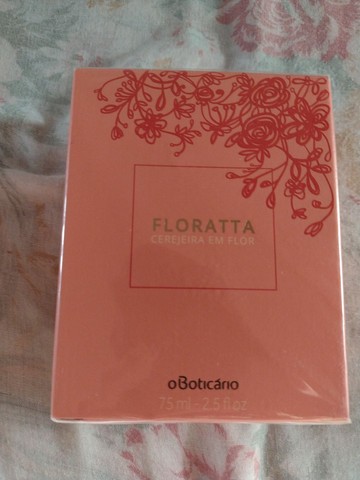 FLORATTA
CEREJEIRA EM FLOR
oBoticário
75 ml - 2.5 fl oz